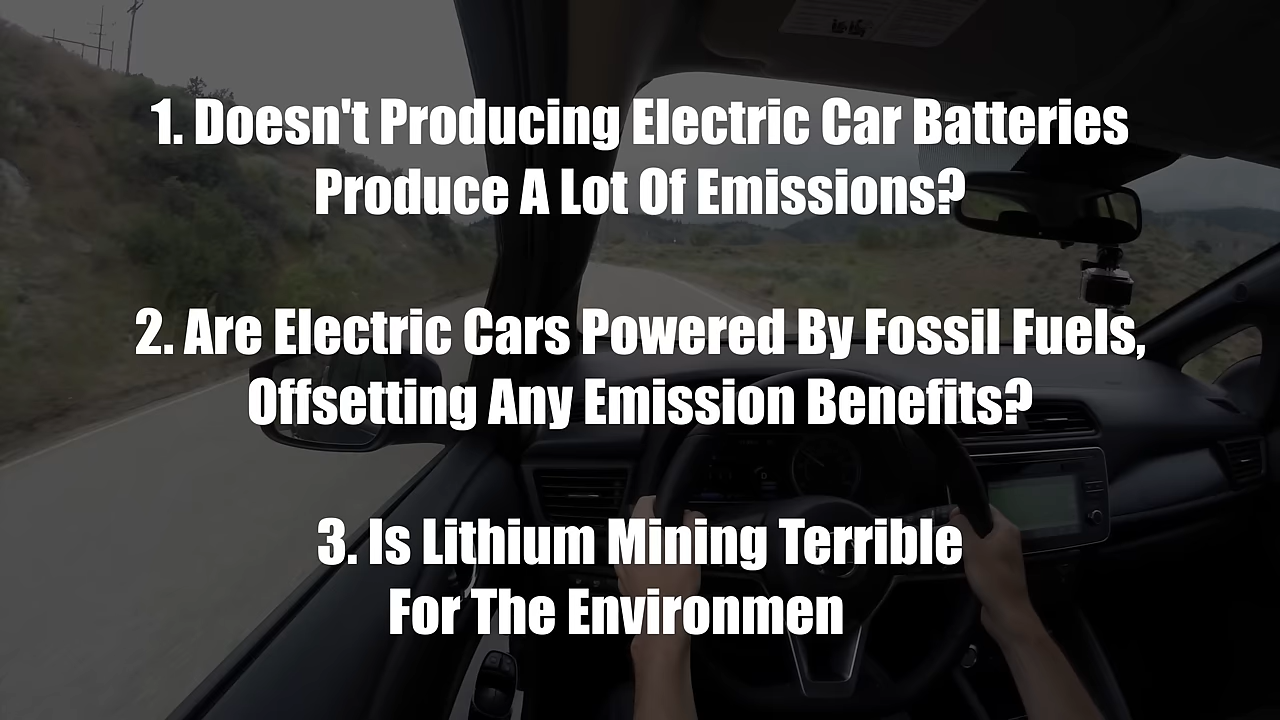 1. Doesn't Producing Electric Car Batteries
Produce A Lot Of Emissions?
2. Are Electric Cars Powered By Fossil Fuels,
Offsetting Any Emission Benefits?
3. Is Lithium Mining Terrible
For The Environmen